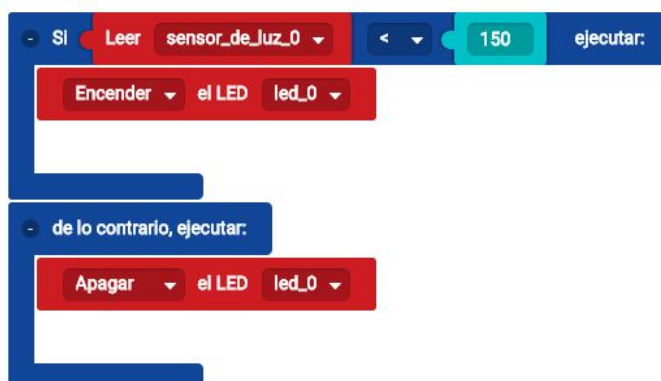 - Si Leer sensor_de_luz_0 < 150 ejecutar:
Encender el LED led_0
- de lo contrario, ejecutar:
Apagar el LED led_0